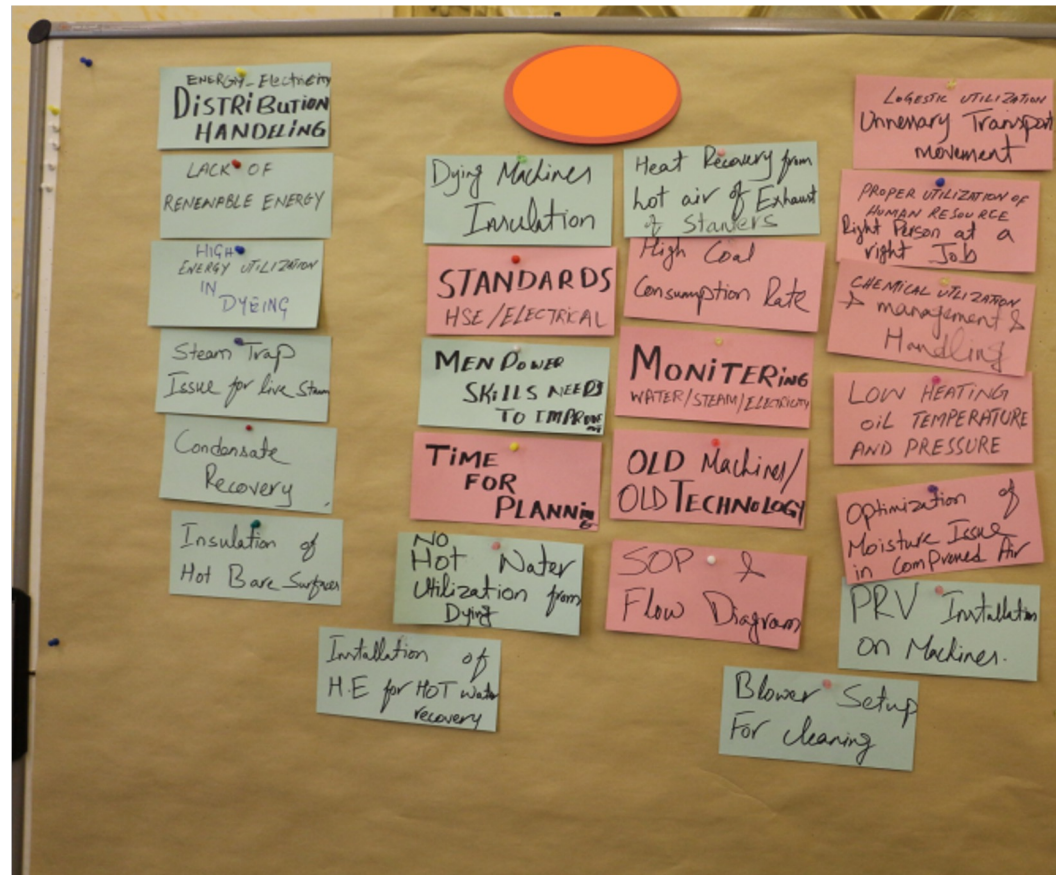 ENERGY-Electricity
DISTRIBUTION
HANDELING
LACK OF
RENEWABLE ENERGY
HIGH
ENERGY UTILIZATION
IN
DYEING
Steam Trap
Issue for live Steam
Condensate
Recovery
Insulation of
Hot Bare Surfaces
Dying Machines
Insulation
STANDARDS
HSE/ELECTRICAL
MEN POWER
SKILLS NEEDS
TO IMPROVE
TIME
FOR
PLANNING
NO
Hot Water
Utilization from
Dying
Installation of
H.E for HOT water
recovery
Heat Recovery from
hot air of Exhaust
of Stanters
High Coal
Consumption Rate
MONITERING
WATER/STEAM/ELECTRICITY
OLD Machines/
OLD TECHNOLOGY
SOP &
Flow Diagram
Blower Setup
For cleaning
LOGESTIC UTILIZATION
Unnessary Transport
movement
PROPER UTILIZATION OF
HUMAN RESOURCE
Right Person at a
right Job
CHEMICAL UTILIZATION
management &
Handling
LOW HEATING
OIL TEMPERATURE
AND PRESSURE
Optimization of
Moisture Issue
in Compressed Air
PRV Installation
on Machines.